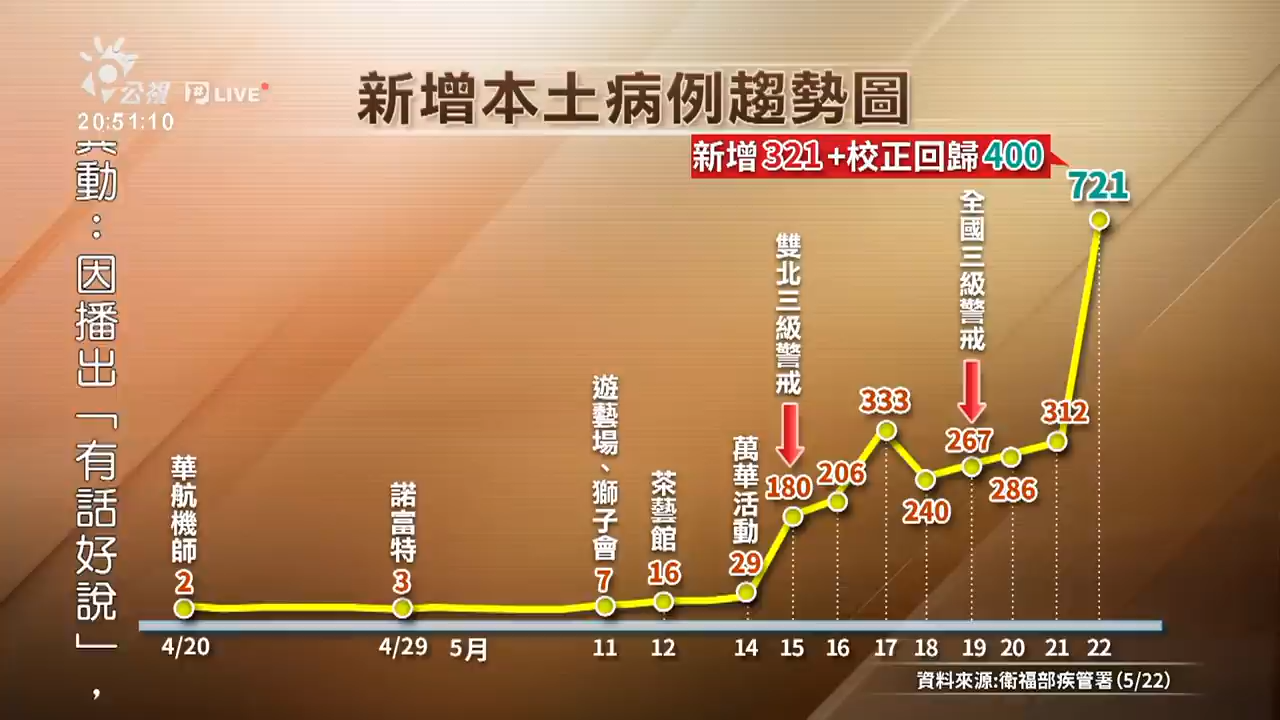 公視
LIVE
20:51:10
新增本土病例趨勢圖
新增321+校正回歸400
721
動：因播出「有話好說」，
華航機師
2
諾富特
3
遊藝場、獅子會
7
茶藝館
16
萬華活動
29
雙北三級警戒
180
206
333
240
全國三級警戒
267
286
312
4/20 4/29 5月 11 12 14 15 16 17 18 19 20 21 22
資料來源:衛福部疾管署(5/22)